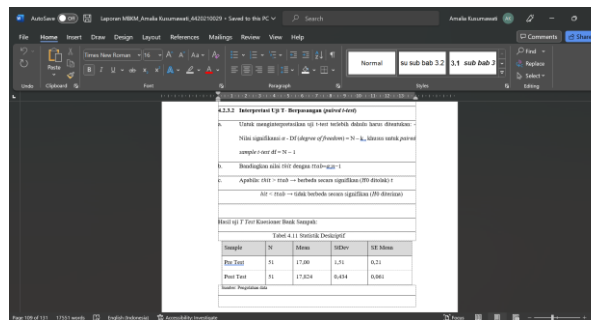 AutoSave Off Laporan MBKM_Amalia Kusumawati_4420210029 • Saved to this PC Search Amalia Kusumawati
File Home Insert Draw Design Layout References Mailings Review View Help Comments Share
Times New Roman 16
Paste
Normal su sub bab 3.2 3.1 sub bab 3
Find
Replace
Select
Undo Clipboard Font Paragraph Styles Editing
4.2.3.2 Interpretasi Uji T- Berpasangan (paired t-test)
a. Untuk menginterpretasikan uji t-test terlebih dahulu harus ditentukan: -
Nilai signifikansi α - Df (degree of freedom) = N – k, khusus untuk paired
sample t-test df = N – 1
b. Bandingkan nilai thit dengan ttab=
c. Apabila: thit > ttab → berbeda secara signifikan (H0 ditolak) t
hit < ttab → tidak berbeda secara signifikan (H0 diterima)
Hasil uji T Test Kuesioner Bank Sampah:
Tabel 4.11 Statistik Deskriptif
Sample N Mean StDev SE Mean
Pre Test 51 17,00 1,51 0,21
Post Test 51 17,824 0,434 0,061
Sumber: Pengolahan data
Page 109 of 131 17551 words English (Indonesia) Accessibility: Investigate Focus